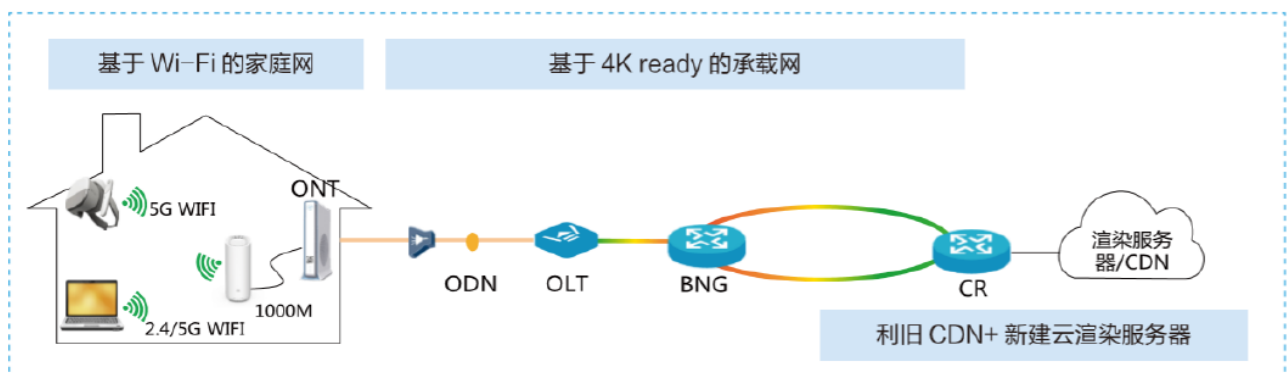 基于 Wi-Fi 的家庭网
基于 4K ready 的承载网
ONT
5G WIFI
1000M
2.4/5G WIFI
ODN
OLT
BNG
CR
渲染服务
器/CDN
利旧 CDN+ 新建云渲染服务器